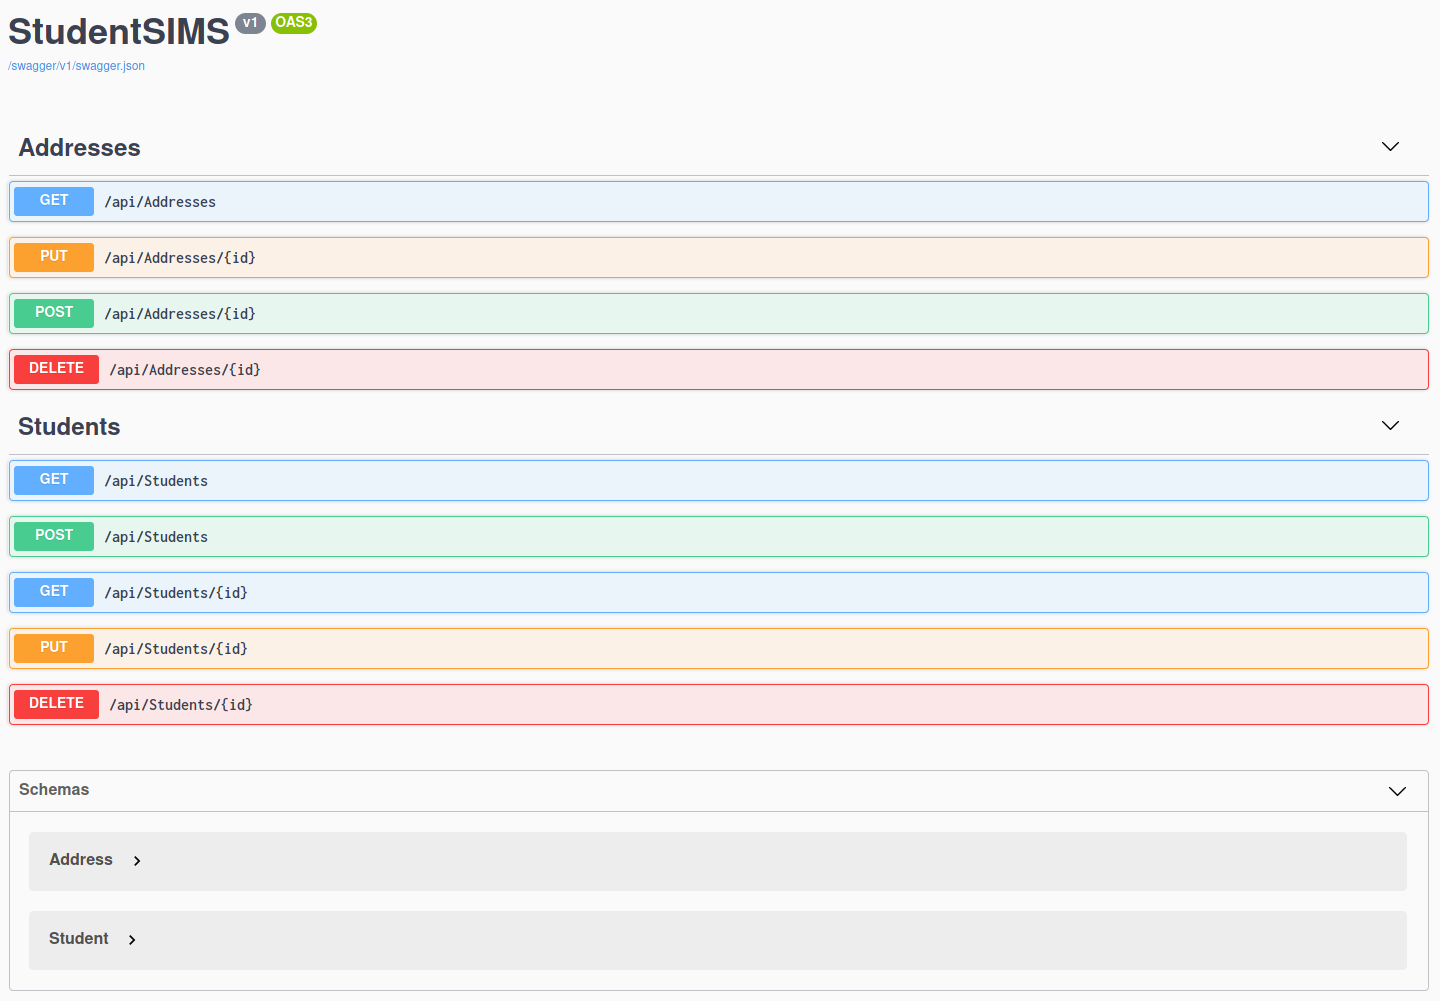 StudentSIMS v1 OAS3
/swagger/v1/swagger.json
Addresses
GET /api/Addresses
PUT /api/Addresses/{id}
POST /api/Addresses/{id}
DELETE /api/Addresses/{id}
Students
GET /api/Students
POST /api/Students
GET /api/Students/{id}
PUT /api/Students/{id}
DELETE /api/Students/{id}
Schemas
Address
Student